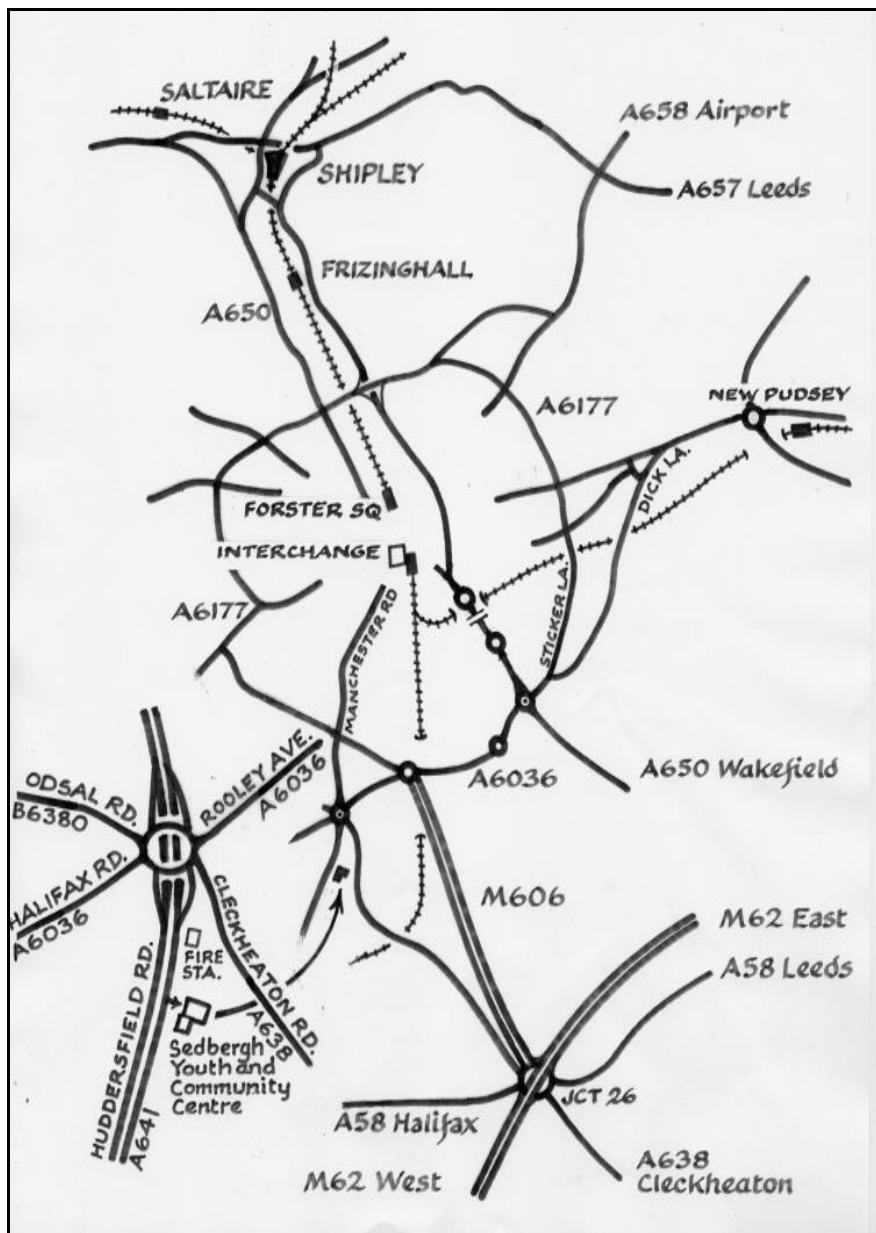 SALTAIRE
A658 Airport
SHIPLEY
A657 Leeds
FRIZINGHALL
A650
NEW PUDSEY
A6177
DICK LA.
FORSTER SQ
INTERCHANGE
A6177
MANCHESTER RD
STICKER LA.
A650 Wakefield
A6036
ODSAL RD.
B6380
ROOLEY AVE.
A6036
HALIFAX RD.
A6036
CLECKHEATON RD.
A638
M606
M62 East
A58 Leeds
FIRE
STA.
HUDDERSFIELD RD.
A641
Sedbergh
Youth and
Community
Centre
JCT 26
A58 Halifax
M62 West
A638
Cleckheaton